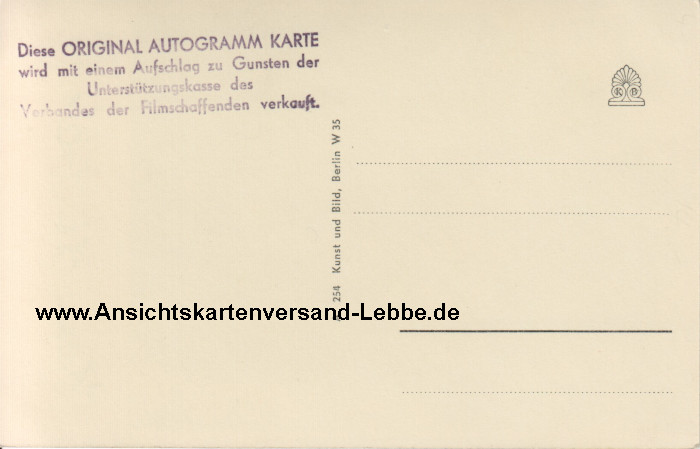 Diese ORIGINAL AUTOGRAMM KARTE
wird mit einem Aufschlag zu Gunsten der
Unterstützungskasse des
Verbandes der Filmschaffenden verkauft.
K B
254 Kunst und Bild, Berlin W 35
www.Ansichtskartenversand-Lebbe.de